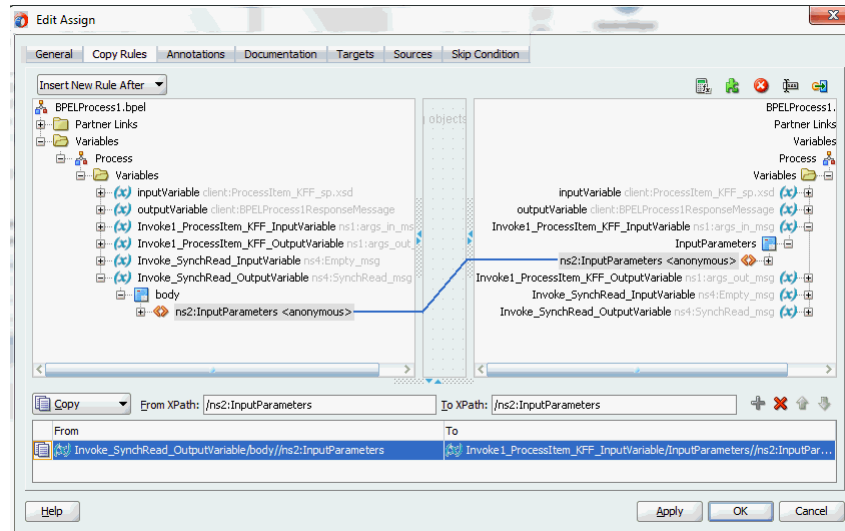 Edit Assign
General Copy Rules Annotations Documentation Targets Sources Skip Condition
Insert New Rule After
BPELProcess1.bpel
Partner Links
Variables
Process
Variables
(x) inputVariable client:ProcessItem_KFF_sp.xsd
(x) outputVariable client:BPELProcess1ResponseMessage
(x) Invoke1_ProcessItem_KFF_InputVariable ns1:args_in_ms
(x) Invoke1_ProcessItem_KFF_OutputVariable ns1:args_out_
(x) Invoke_SynchRead_InputVariable ns4:Empty_msg
(x) Invoke_SynchRead_OutputVariable ns4:SynchRead_msg
body
ns2:InputParameters <anonymous>
objects
BPELProcess1.
Partner Links
Variables
Process
Variables
inputVariable client:ProcessItem_KFF_sp.xsd (x)
outputVariable client:BPELProcess1ResponseMessage (x)
Invoke1_ProcessItem_KFF_InputVariable ns1:args_in_msg (x)
InputParameters
ns2:InputParameters <anonymous>
Invoke1_ProcessItem_KFF_OutputVariable ns1:args_out_msg (x)
Invoke_SynchRead_InputVariable ns4:Empty_msg (x)
Invoke_SynchRead_OutputVariable ns4:SynchRead_msg (x)
Copy From XPath: /ns2:InputParameters To XPath: /ns2:InputParameters
From To
Invoke_SynchRead_OutputVariable/body//ns2:InputParameters Invoke1_ProcessItem_KFF_InputVariable/InputParameters//ns2:InputPar...
Help Apply OK Cancel